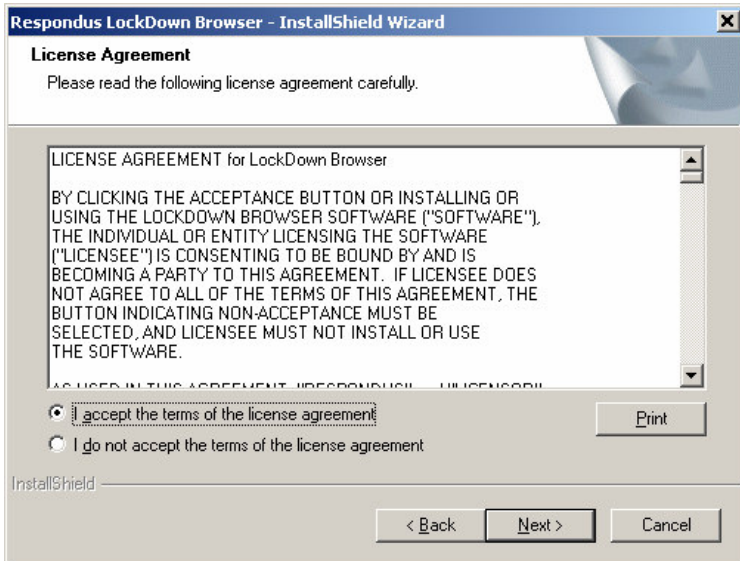 Respondus LockDown Browser - InstallShield Wizard
License Agreement
Please read the following license agreement carefully.
LICENSE AGREEMENT for LockDown Browser
BY CLICKING THE ACCEPTANCE BUTTON OR INSTALLING OR
USING THE LOCKDOWN BROWSER SOFTWARE ("SOFTWARE"),
THE INDIVIDUAL OR ENTITY LICENSING THE SOFTWARE
("LICENSEE") IS CONSENTING TO BE BOUND BY AND IS
BECOMING A PARTY TO THIS AGREEMENT.  IF LICENSEE DOES
NOT AGREE TO ALL OF THE TERMS OF THIS AGREEMENT, THE
BUTTON INDICATING NON-ACCEPTANCE MUST BE
SELECTED, AND LICENSEE MUST NOT INSTALL OR USE
THE SOFTWARE.
AS USED IN THIS AGREEMENT
I accept the terms of the license agreement
Print
I do not accept the terms of the license agreement
InstallShield
< Back Next > Cancel